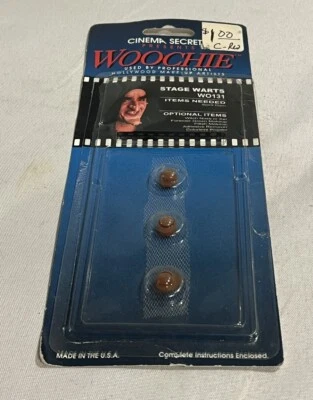 CINEMA SECRETS
$1.00
C-Red
PRESENTS
WOOCHIE
USED BY PROFESSIONAL
HOLLYWOOD MAKE-UP ARTISTS
STAGE WARTS
WO131
ITEMS NEEDED
OPTIONAL ITEMS
MADE IN THE U.S.A.
Complete Instructions Enclosed.